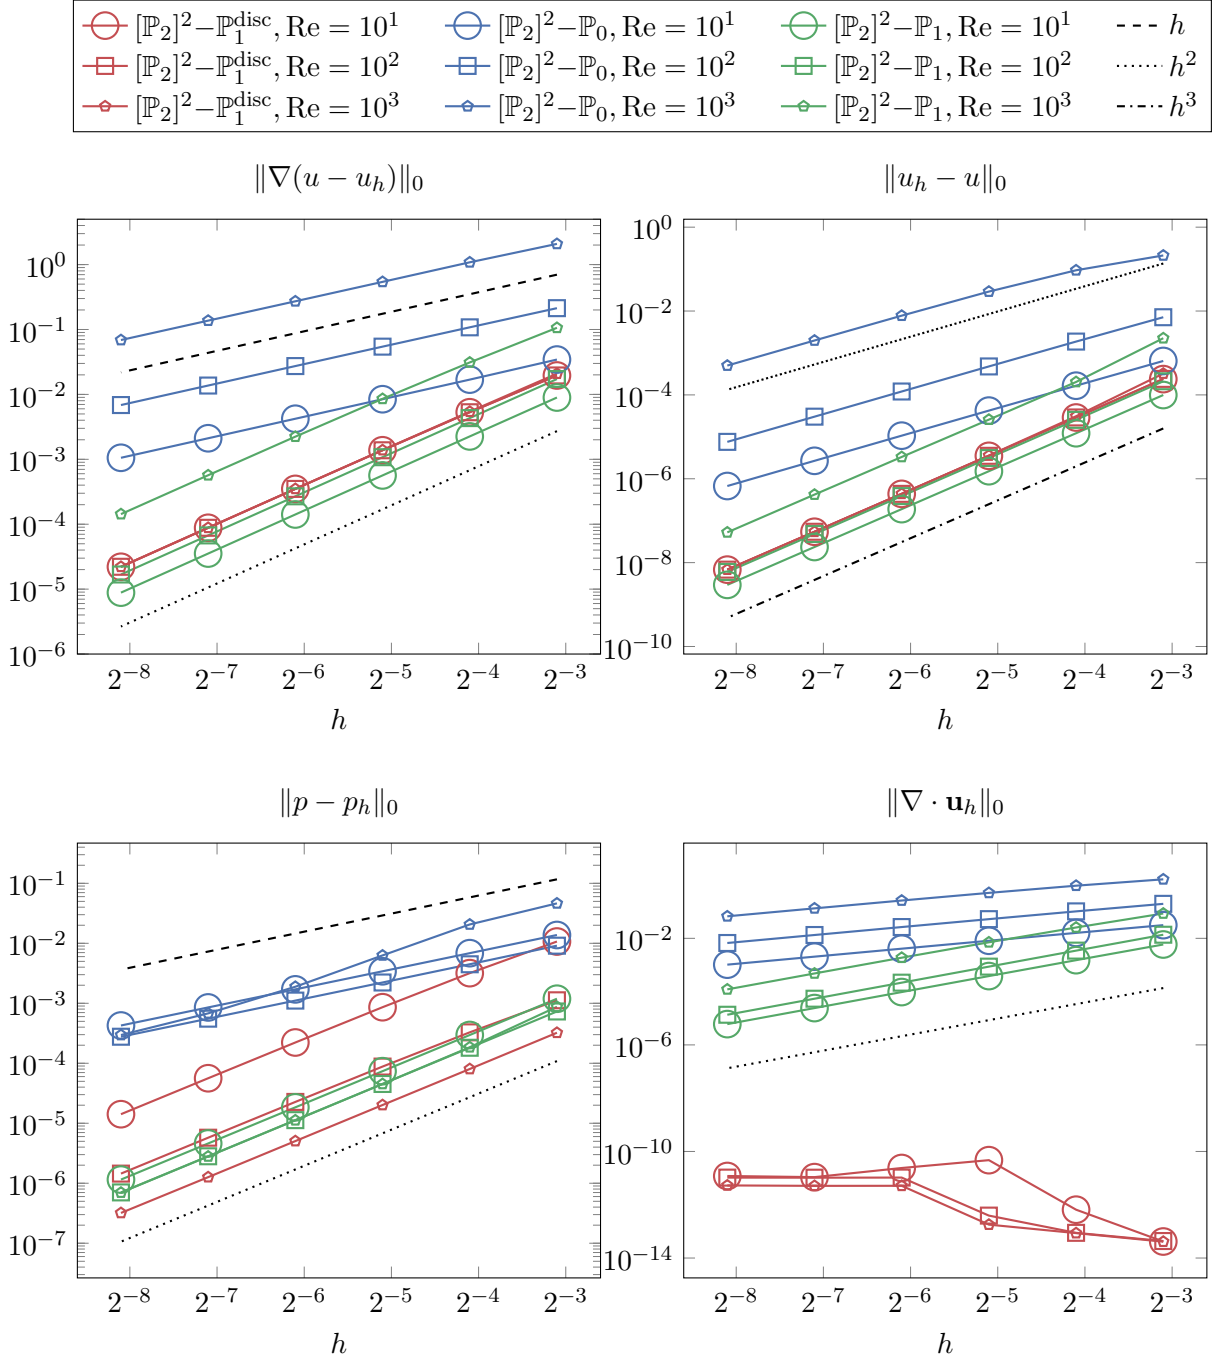 [ℙ₂]²−ℙ₁ᵈⁱˢᶜ, Re = 10¹ [ℙ₂]²−ℙ₀, Re = 10¹ [ℙ₂]²−ℙ₁, Re = 10¹ h
[ℙ₂]²−ℙ₁ᵈⁱˢᶜ, Re = 10² [ℙ₂]²−ℙ₀, Re = 10² [ℙ₂]²−ℙ₁, Re = 10² h²
[ℙ₂]²−ℙ₁ᵈⁱˢᶜ, Re = 10³ [ℙ₂]²−ℙ₀, Re = 10³ [ℙ₂]²−ℙ₁, Re = 10³ h³
‖∇(u − u_h)‖₀
10⁰
10⁻¹
10⁻²
10⁻³
10⁻⁴
10⁻⁵
10⁻⁶
2⁻⁸ 2⁻⁷ 2⁻⁶ 2⁻⁵ 2⁻⁴ 2⁻³
h
‖u_h − u‖₀
10⁰
10⁻²
10⁻⁴
10⁻⁶
10⁻⁸
10⁻¹⁰
2⁻⁸ 2⁻⁷ 2⁻⁶ 2⁻⁵ 2⁻⁴ 2⁻³
h
‖p − p_h‖₀
10⁻¹
10⁻²
10⁻³
10⁻⁴
10⁻⁵
10⁻⁶
10⁻⁷
2⁻⁸ 2⁻⁷ 2⁻⁶ 2⁻⁵ 2⁻⁴ 2⁻³
h
‖∇ · 𝐮_h‖₀
10⁻²
10⁻⁶
10⁻¹⁰
10⁻¹⁴
2⁻⁸ 2⁻⁷ 2⁻⁶ 2⁻⁵ 2⁻⁴ 2⁻³
h